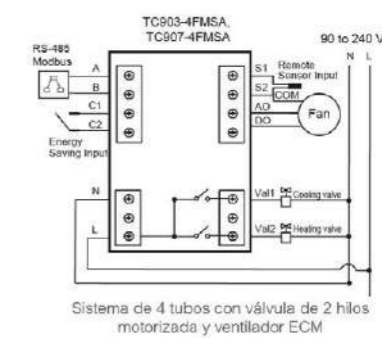 TC903-4FMSA,
TC907-4FMSA
90 to 240 V
N L
RS-485
Modbus
A
B
C1
C2
Energy
Saving Input
S1
S2
COM
AO
DO
Remote
Sensor Input
Fan
N
L
Val1
Cooling valve
Val2
Heating valve
Sistema de 4 tubos con válvula de 2 hilos
motorizada y ventilador ECM